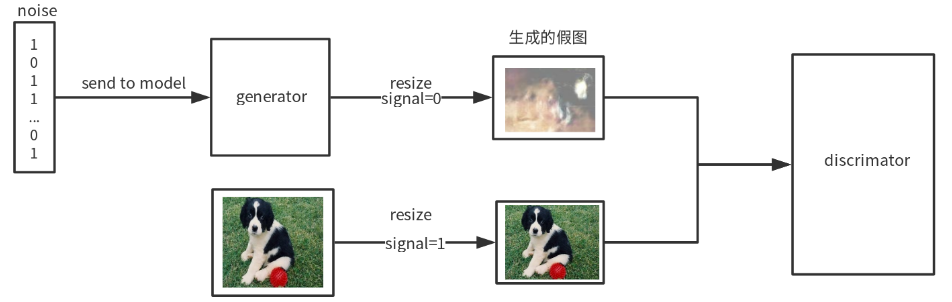 noise
1
0
1
1
...
0
1
send to model
generator
resize
signal=0
生成的假图
discrimator
resize
signal=1